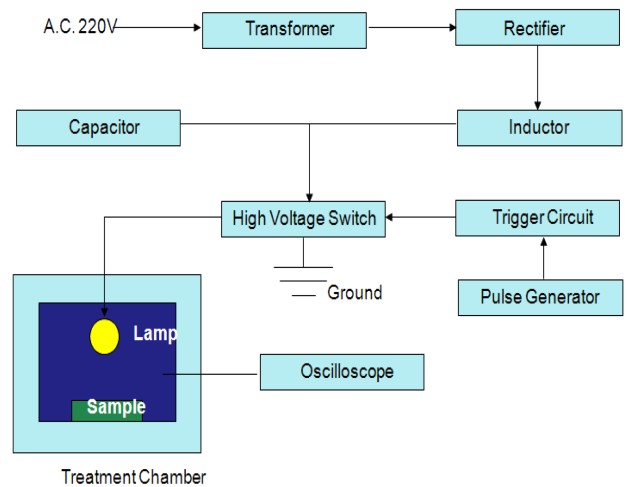 A.C. 220V
Transformer
Rectifier
Capacitor
Inductor
High Voltage Switch
Trigger Circuit
Ground
Pulse Generator
Lamp
Oscilloscope
Sample
Treatment Chamber